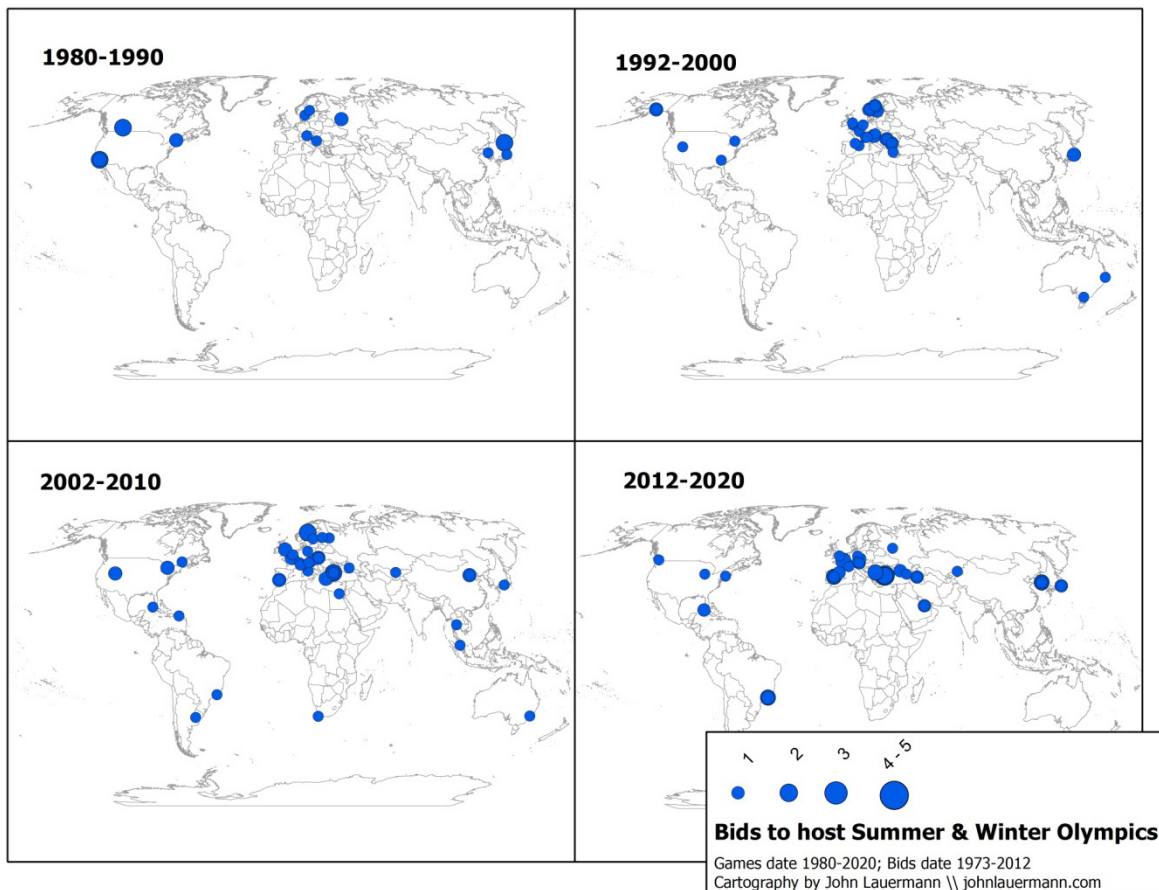 1980-1990
1992-2000
2002-2010
2012-2020
1
2
3
4 - 5
Bids to host Summer & Winter Olympics
Games date 1980-2020; Bids date 1973-2012
Cartography by John Lauermann \\ johnlauermann.com